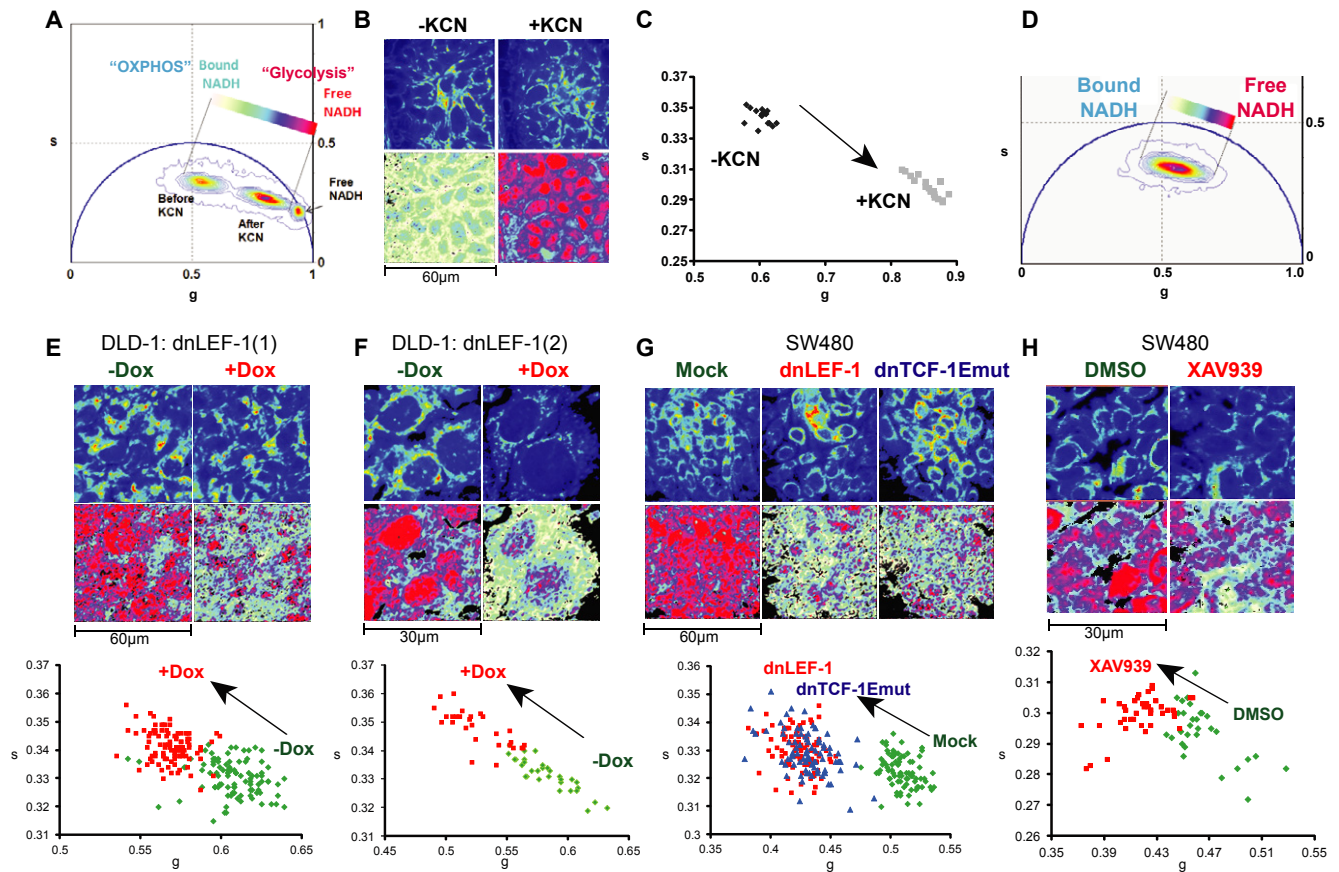 A
1
"OXPHOS"
Bound
NADH
"Glycolysis"
Free
NADH
s
0.5
Before
KCN
After
KCN
Free
NADH
0
0
0.5
1
g
B
-KCN
+KCN
60µm
C
0.37
0.35
0.33
s
0.31
0.29
0.27
0.25
-KCN
+KCN
0.5
0.6
0.7
0.8
0.9
g
D
Bound
NADH
Free
NADH
0.5
s
0
0
0.5
1.0
g
E
DLD-1: dnLEF-1(1)
-Dox
+Dox
60µm
0.37
0.36
0.35
s
0.34
0.33
0.32
0.31
+Dox
-Dox
0.5
0.55
0.6
0.65
g
F
DLD-1: dnLEF-1(2)
-Dox
+Dox
30µm
0.37
0.36
0.35
s
0.34
0.33
0.32
0.31
+Dox
-Dox
0.45
0.5
0.55
0.6
0.65
g
G
SW480
Mock
dnLEF-1
dnTCF-1Emut
60µm
0.36
0.35
0.34
s
0.33
0.32
0.31
0.3
dnLEF-1
dnTCF-1Emut
Mock
0.35
0.4
0.45
0.5
0.55
g
H
SW480
DMSO
XAV939
30µm
0.32
0.31
0.3
s
0.29
0.28
0.27
0.26
XAV939
DMSO
0.35
0.39
0.43
0.47
0.51
0.55
g